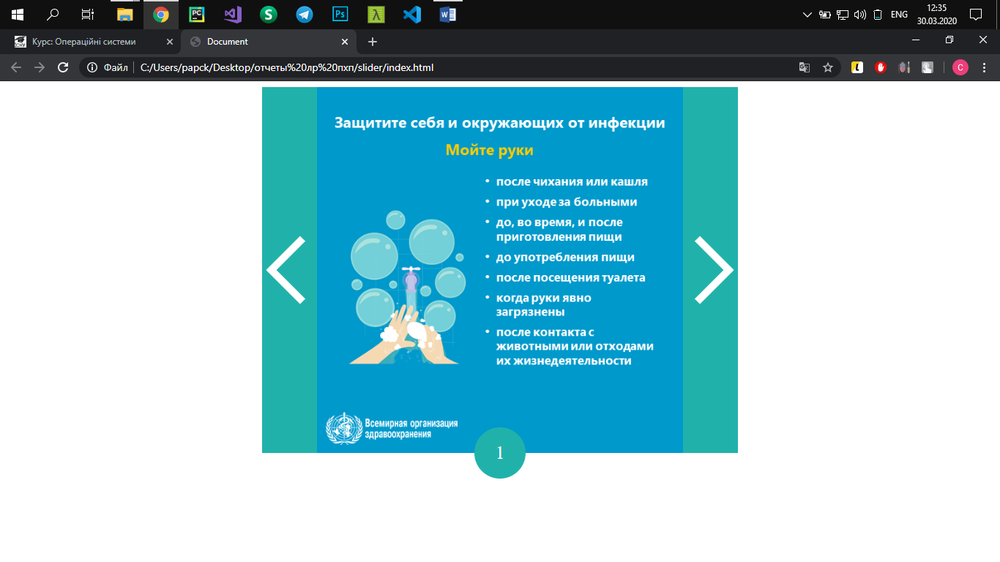 PC
S
Ps
λ
W
ENG
12:35
30.03.2020
Курс: Операційні системи
Document
Файл
C:/Users/papck/Desktop/отчеты%20лр%20пхп/slider/index.html
L
C
Защитите себя и окружающих от инфекции
Мойте руки
• после чихания или кашля
• при уходе за больными
• до, во время, и после
приготовления пищи
• до употребления пищи
• после посещения туалета
• когда руки явно
загрязнены
• после контакта с
животными или отходами
их жизнедеятельности
Всемирная организация
здравоохранения
1